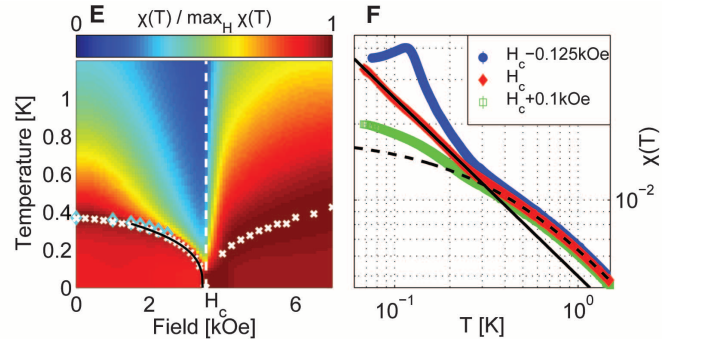 E
χ(T) / max_H χ(T)
0 1
Temperature [K]
1
0.8
0.6
0.4
0.2
0
0 2 H_c 6
Field [kOe]
F
H_c−0.125kOe
H_c
H_c+0.1kOe
χ(T)
10^−2
10^−1 10^0
T [K]